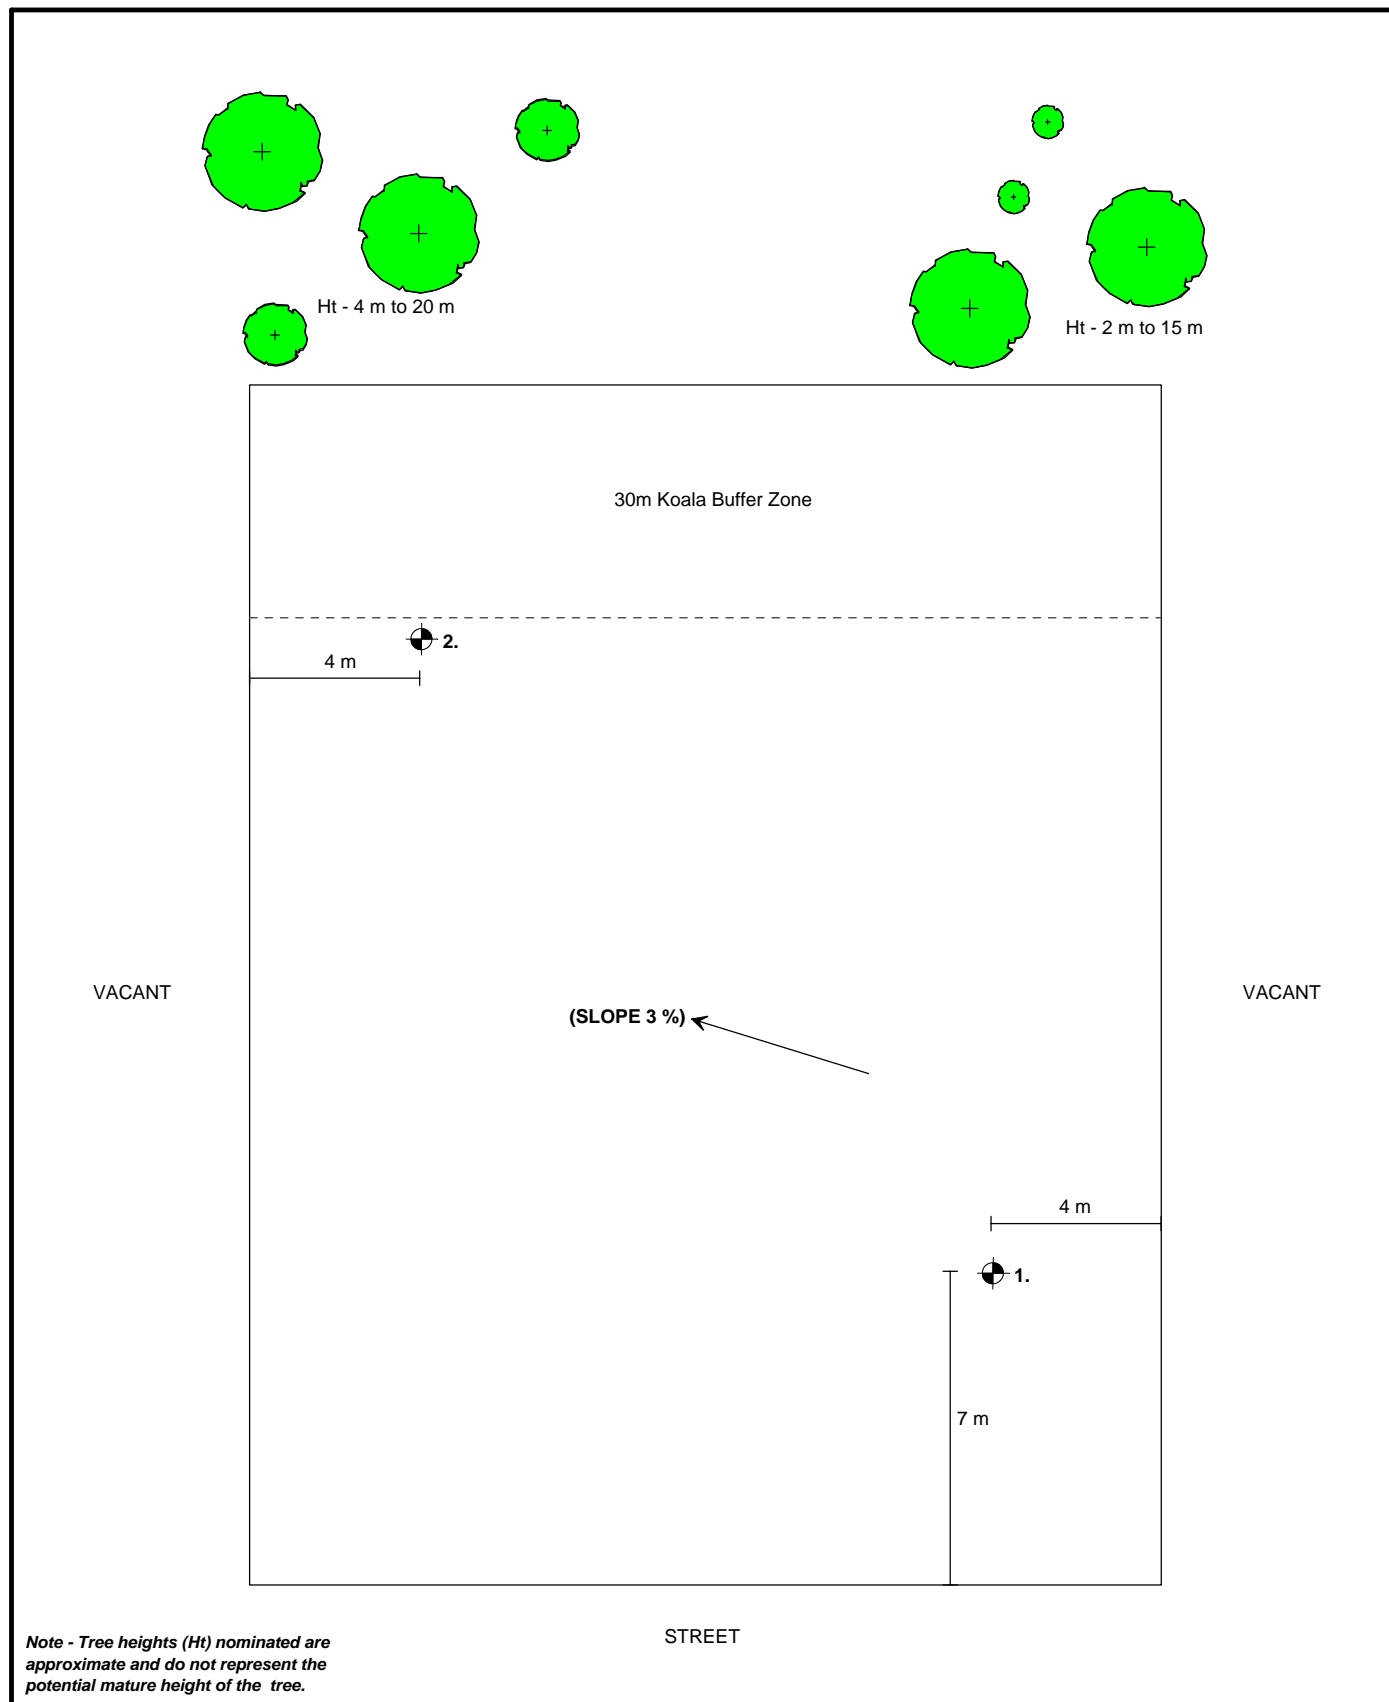 Ht - 4 m to 20 m
Ht - 2 m to 15 m
30m Koala Buffer Zone
2.
4 m
VACANT
VACANT
(SLOPE 3 %)
4 m
1.
7 m
STREET
Note - Tree heights (Ht) nominated are
approximate and do not represent the
potential mature height of the tree.